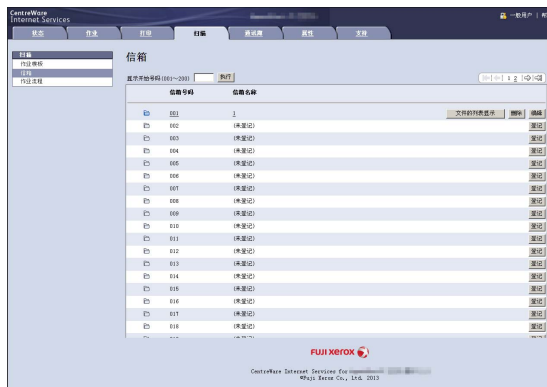 CentreWare
Internet Services
一般用户
状态
作业
打印
扫描
通讯簿
属性
支持
扫描
作业模板
信箱
作业流程
信箱
显示开始号码(001～200)
执行
1 2
信箱号码 信箱名称
001 1 文件的列表显示 删除 编辑
002 (未登记) 登记
003 (未登记) 登记
004 (未登记) 登记
005 (未登记) 登记
006 (未登记) 登记
007 (未登记) 登记
008 (未登记) 登记
009 (未登记) 登记
010 (未登记) 登记
011 (未登记) 登记
012 (未登记) 登记
013 (未登记) 登记
014 (未登记) 登记
015 (未登记) 登记
016 (未登记) 登记
017 (未登记) 登记
018 (未登记) 登记
FUJI XEROX
CentreWare Internet Services for
©Fuji Xerox Co., Ltd. 2013